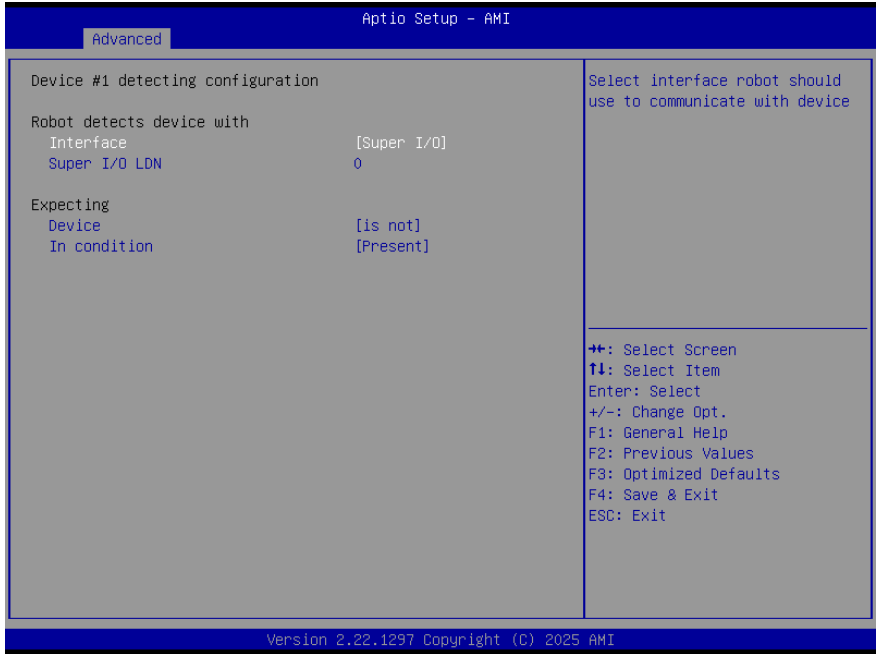 Aptio Setup – AMI
Advanced
Device #1 detecting configuration
Robot detects device with
Interface [Super I/O]
Super I/O LDN 0
Expecting
Device [is not]
In condition [Present]
Select interface robot should
use to communicate with device
→←: Select Screen
↑↓: Select Item
Enter: Select
+/-: Change Opt.
F1: General Help
F2: Previous Values
F3: Optimized Defaults
F4: Save & Exit
ESC: Exit
Version 2.22.1297 Copyright (C) 2025 AMI